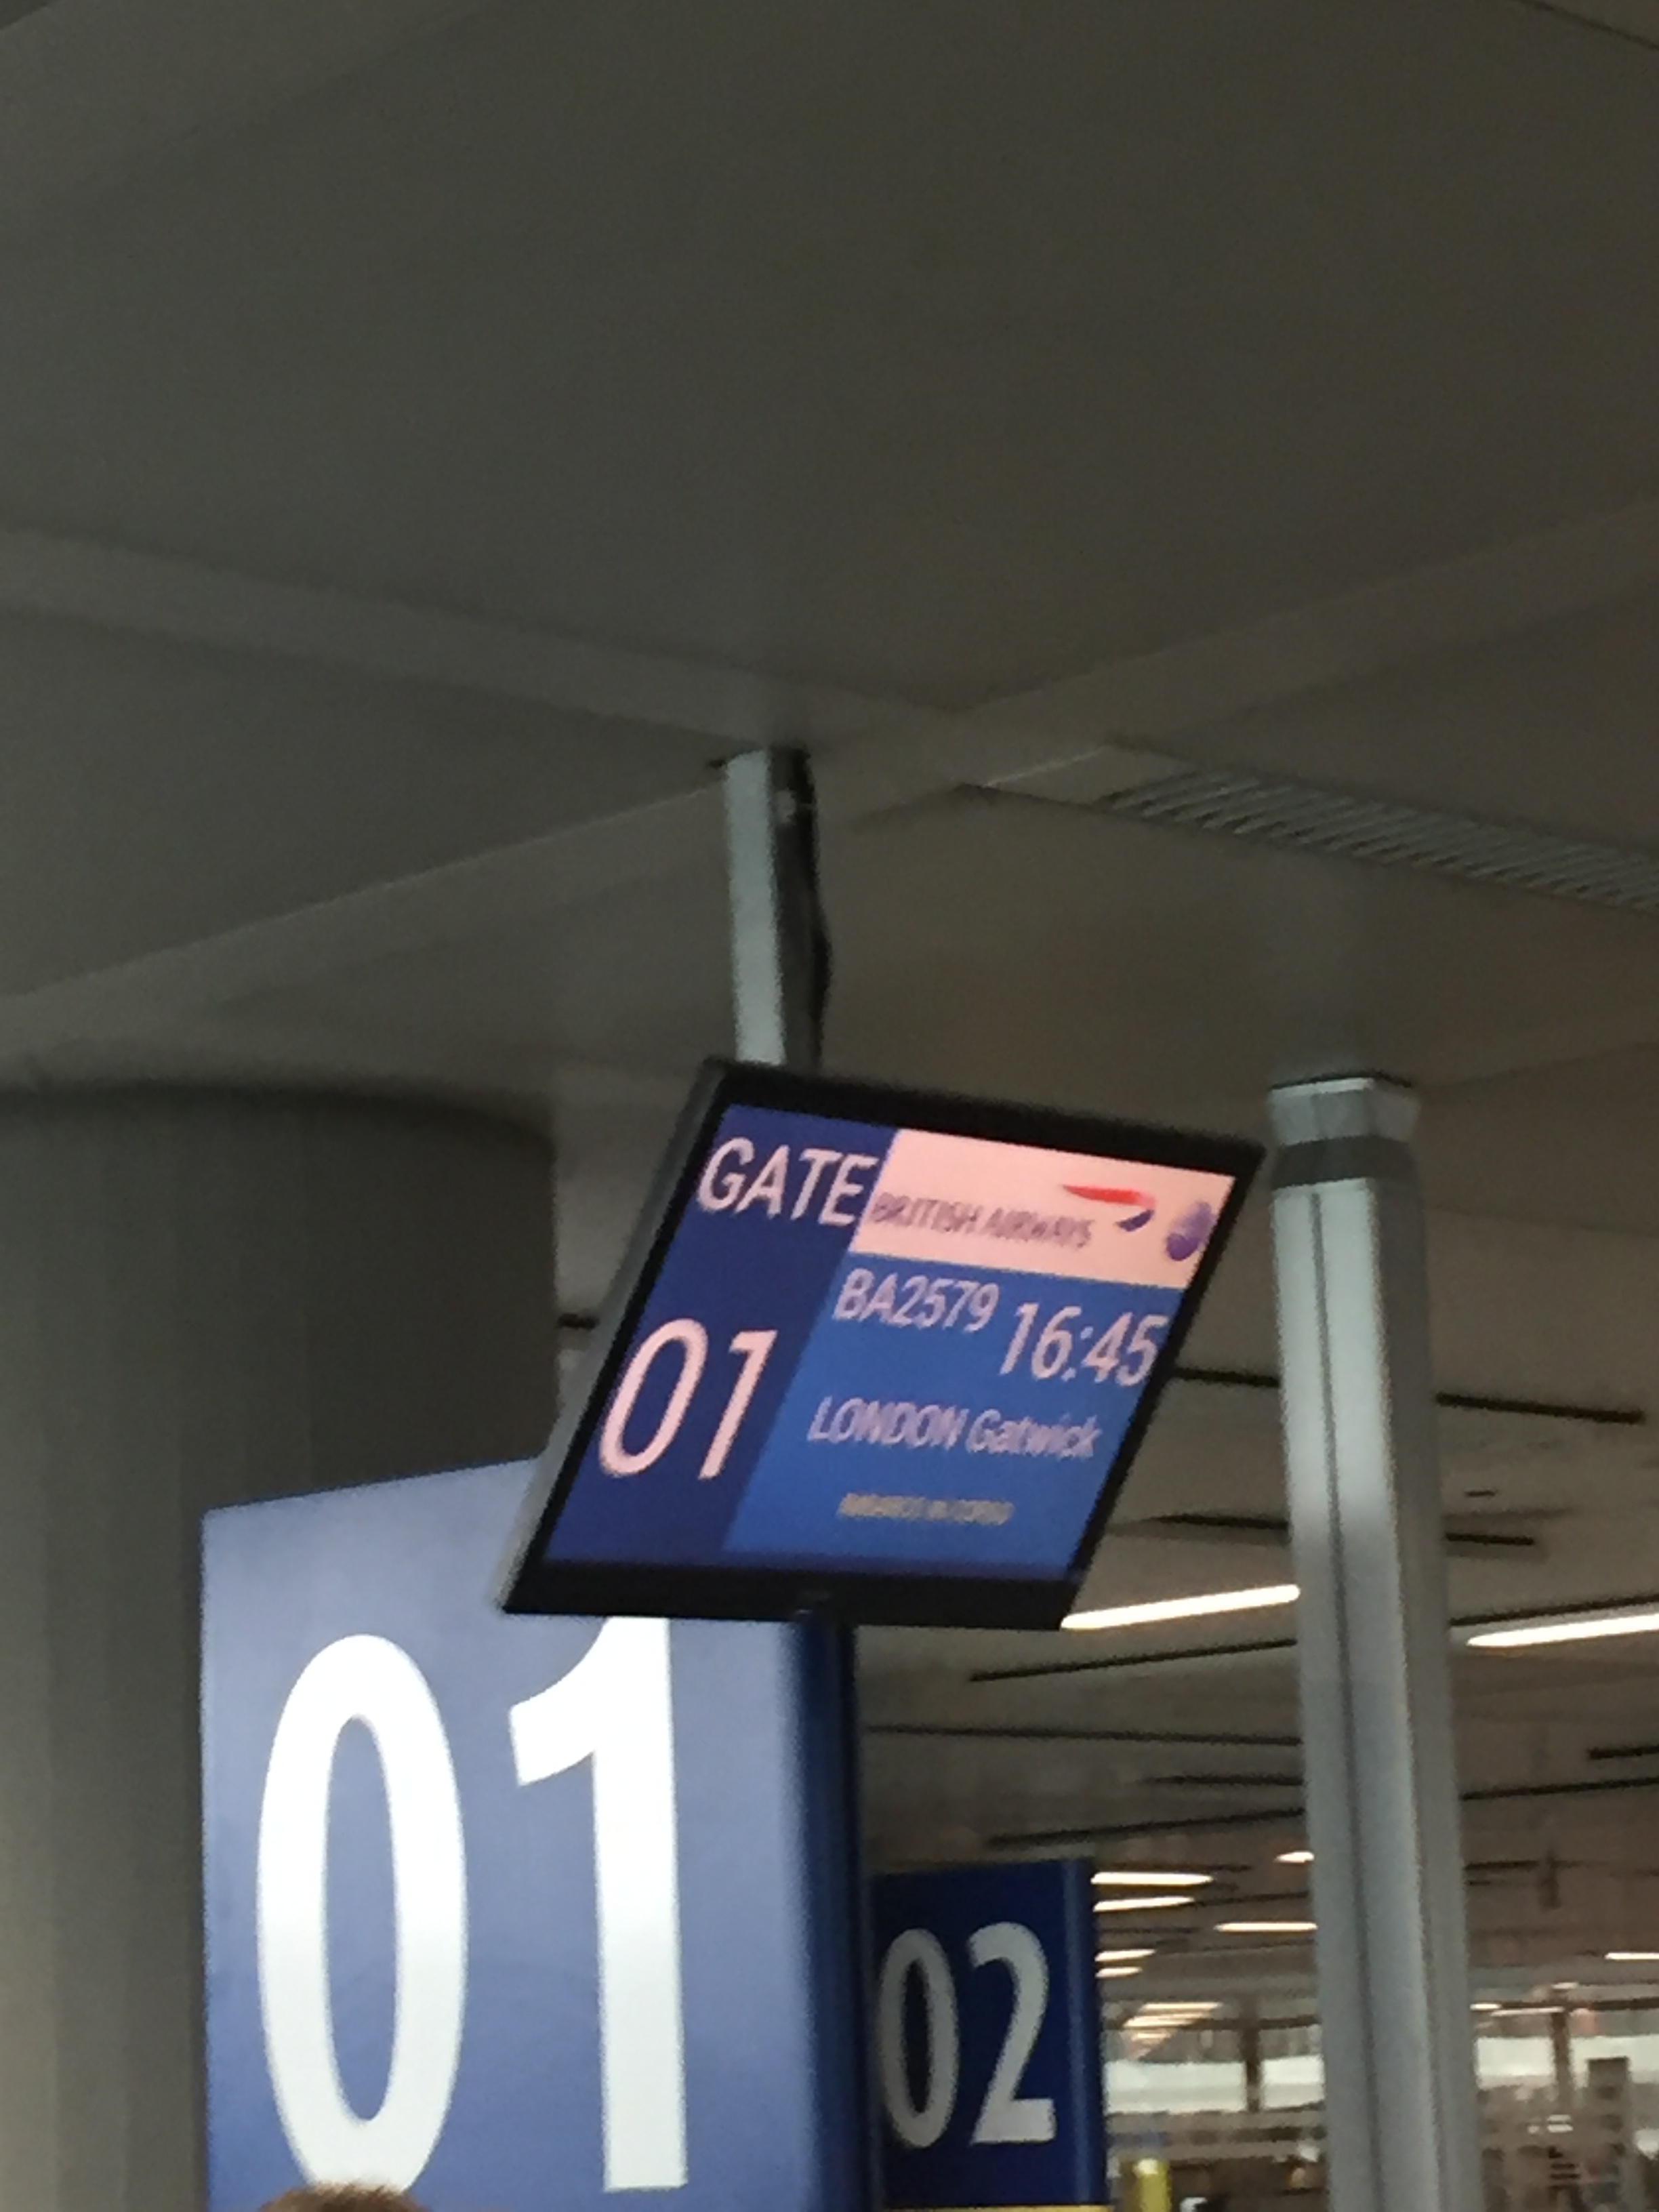 GATE
01
BRITISH AIRWAYS
BA2579 16:45
LONDON Gatwick
01
02